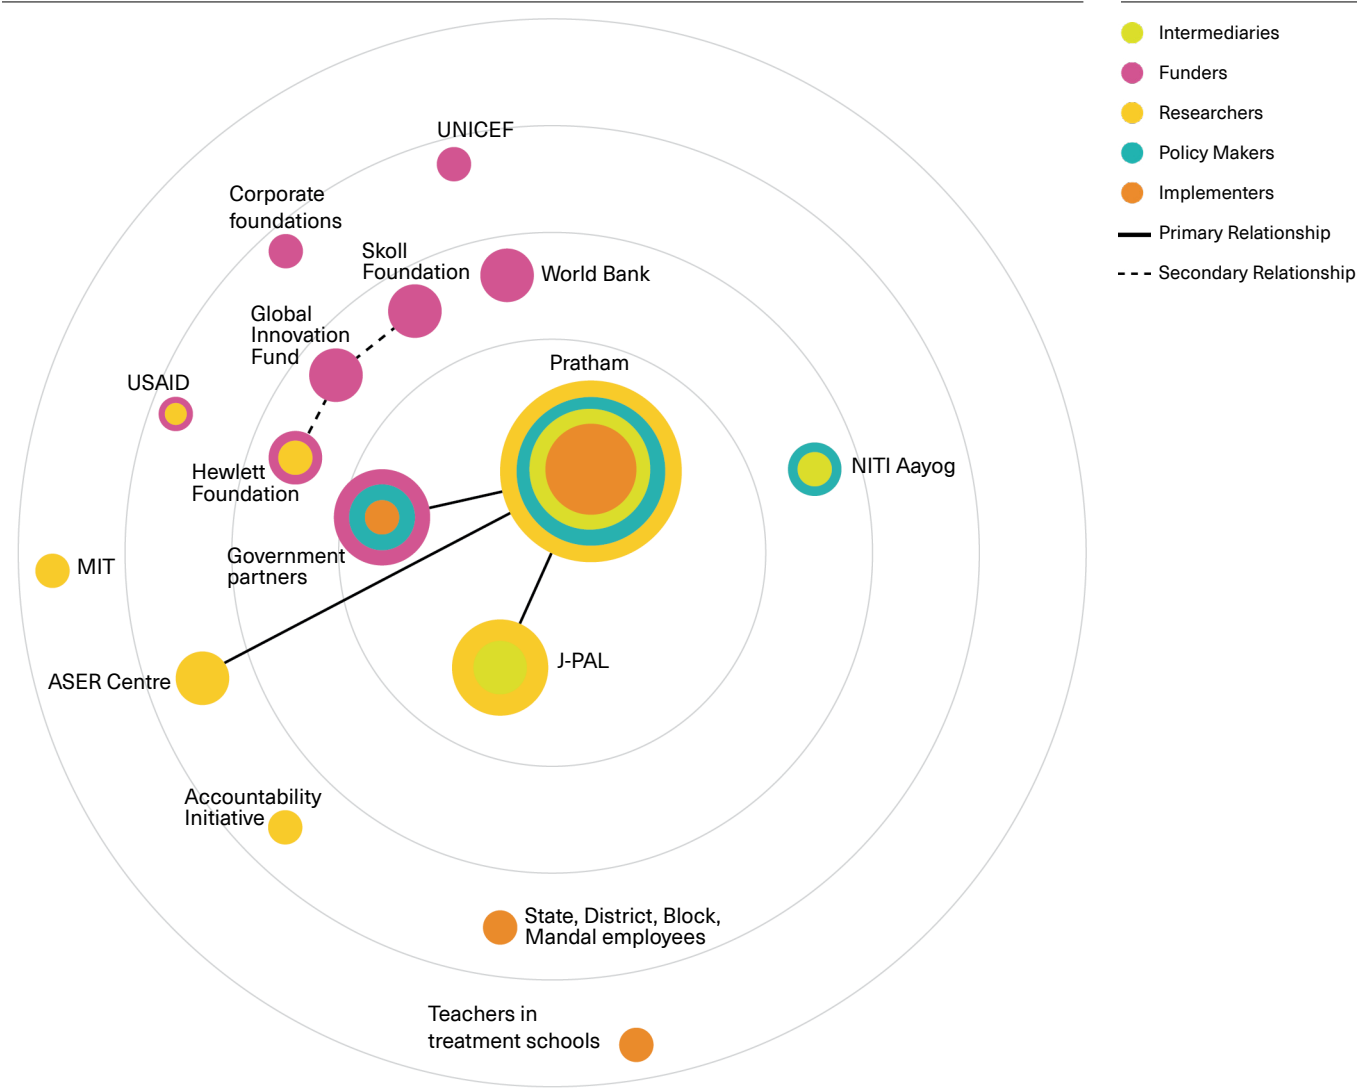 Intermediaries
Funders
Researchers
Policy Makers
Implementers
Primary Relationship
Secondary Relationship
UNICEF
Corporate
foundations
Skoll
Foundation
World Bank
Global
Innovation
Fund
Pratham
USAID
Hewlett
Foundation
NITI Aayog
Government
partners
MIT
J-PAL
ASER Centre
Accountability
Initiative
State, District, Block,
Mandal employees
Teachers in
treatment schools